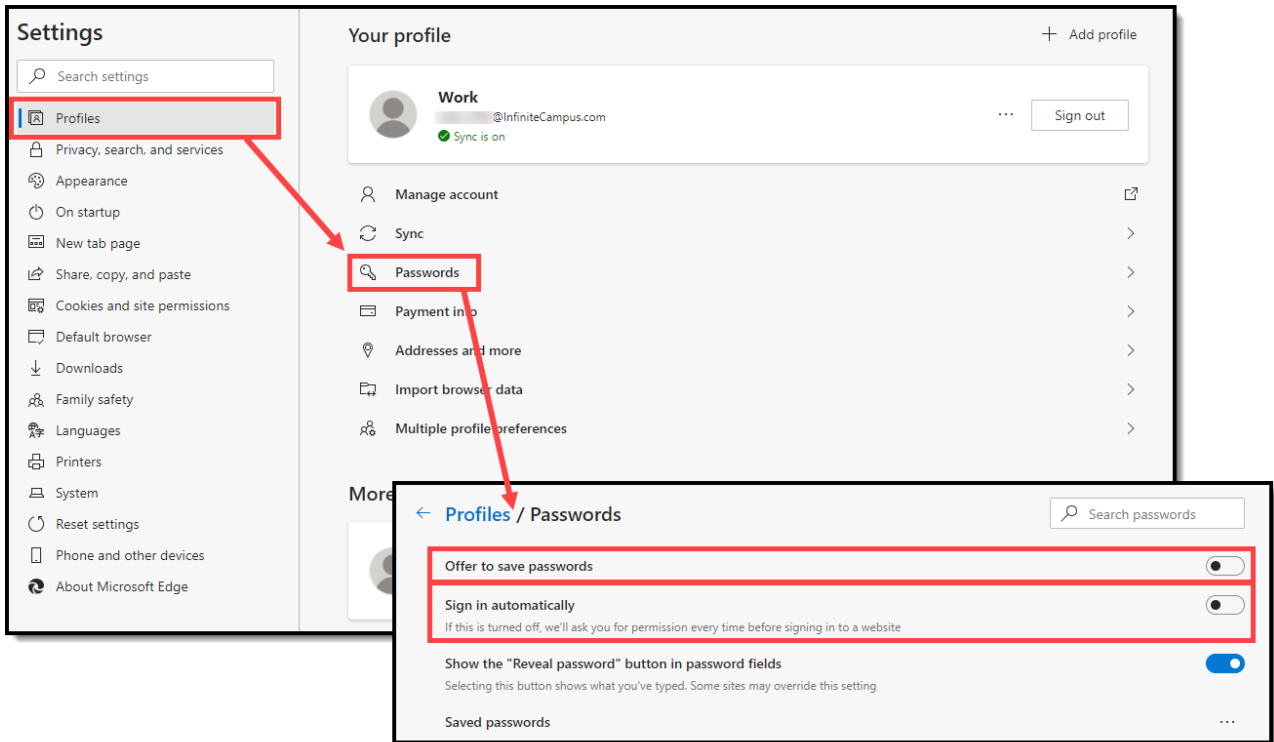 Settings
Search settings
Profiles
Privacy, search, and services
Appearance
On startup
New tab page
Share, copy, and paste
Cookies and site permissions
Default browser
Downloads
Family safety
Languages
Printers
System
Reset settings
Phone and other devices
About Microsoft Edge
Your profile
Add profile
Work
@InfiniteCampus.com
Sync is on
... Sign out
Manage account
Sync
Passwords
Payment info
Addresses and more
Import browser data
Multiple profile preferences
More
Profiles / Passwords
Search passwords
Offer to save passwords
Sign in automatically
If this is turned off, we'll ask you for permission every time before signing in to a website
Show the "Reveal password" button in password fields
Selecting this button shows what you've typed. Some sites may override this setting
Saved passwords ...